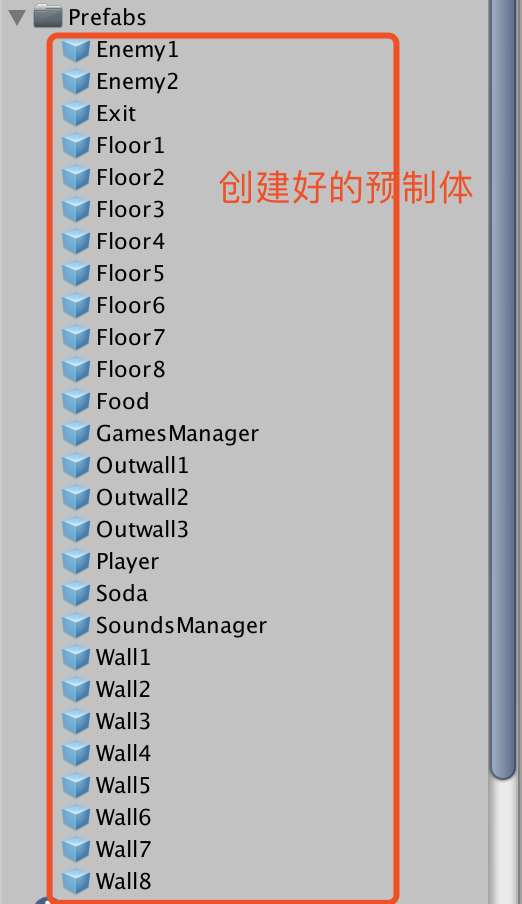 Prefabs
Enemy1
Enemy2
Exit
Floor1
Floor2
创建好的预制体
Floor3
Floor4
Floor5
Floor6
Floor7
Floor8
Food
GamesManager
Outwall1
Outwall2
Outwall3
Player
Soda
SoundsManager
Wall1
Wall2
Wall3
Wall4
Wall5
Wall6
Wall7
Wall8